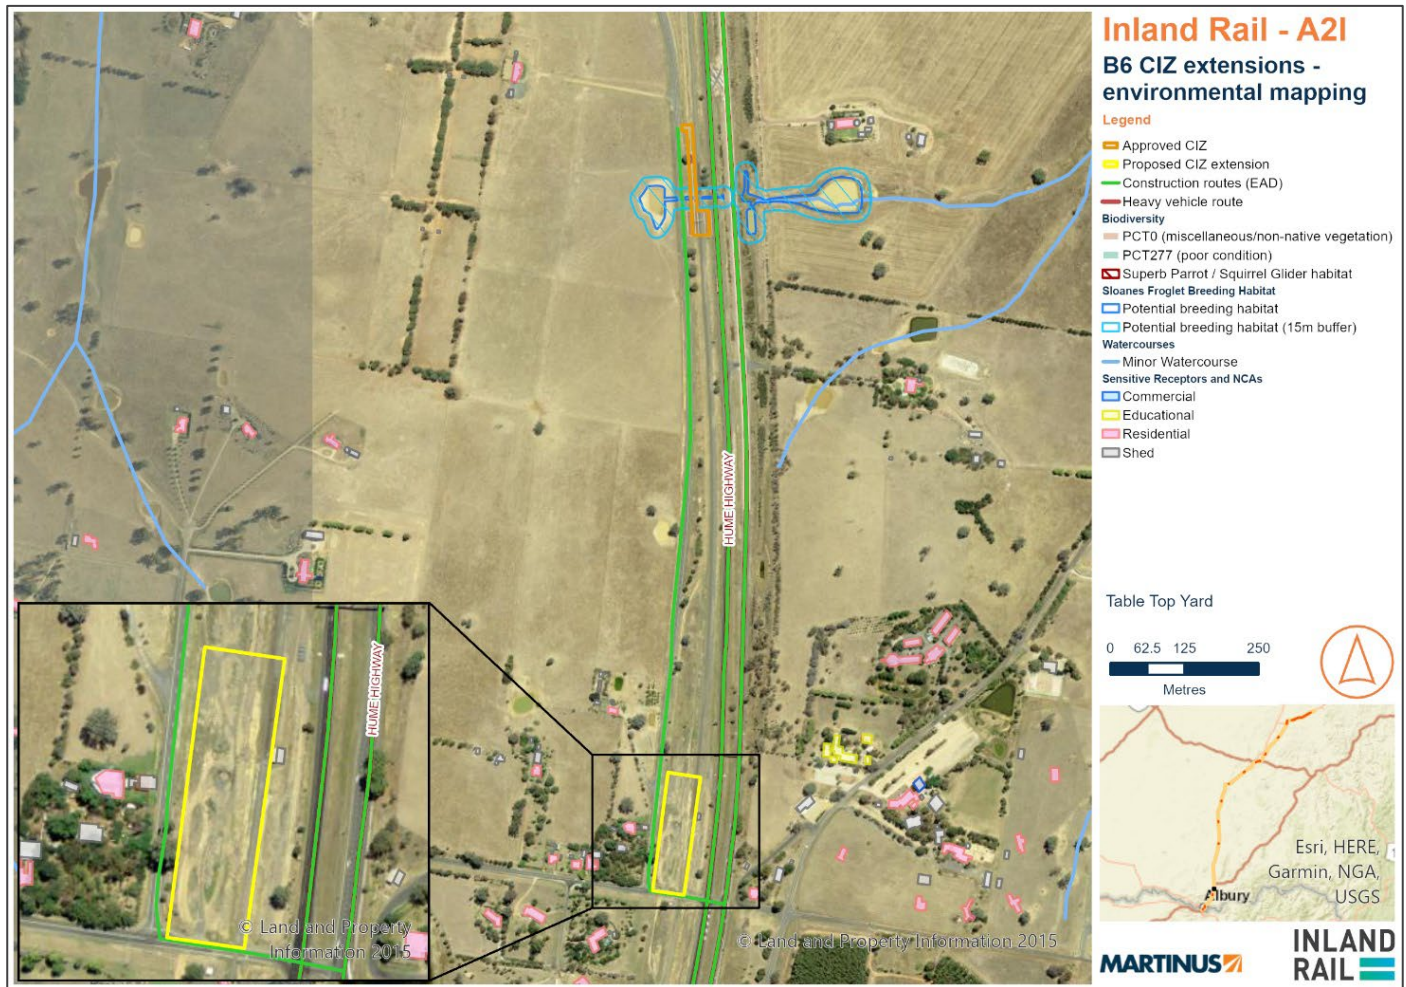 Inland Rail - A2I
B6 CIZ extensions -
environmental mapping
Legend
Approved CIZ
Proposed CIZ extension
Construction routes (EAD)
Heavy vehicle route
Biodiversity
PCT0 (miscellaneous/non-native vegetation)
PCT277 (poor condition)
Superb Parrot / Squirrel Glider habitat
Sloanes Froglet Breeding Habitat
Potential breeding habitat
Potential breeding habitat (15m buffer)
Watercourses
Minor Watercourse
Sensitive Receptors and NCAs
Commercial
Educational
Residential
Shed
Table Top Yard
0 62.5 125 250
Metres
Esri, HERE,
Garmin, NGA,
USGS
Albury
MARTINUS
INLAND
RAIL
HUME HIGHWAY
HUME HIGHWAY
© Land and Property
Information 2015
© Land and Property Information 2015